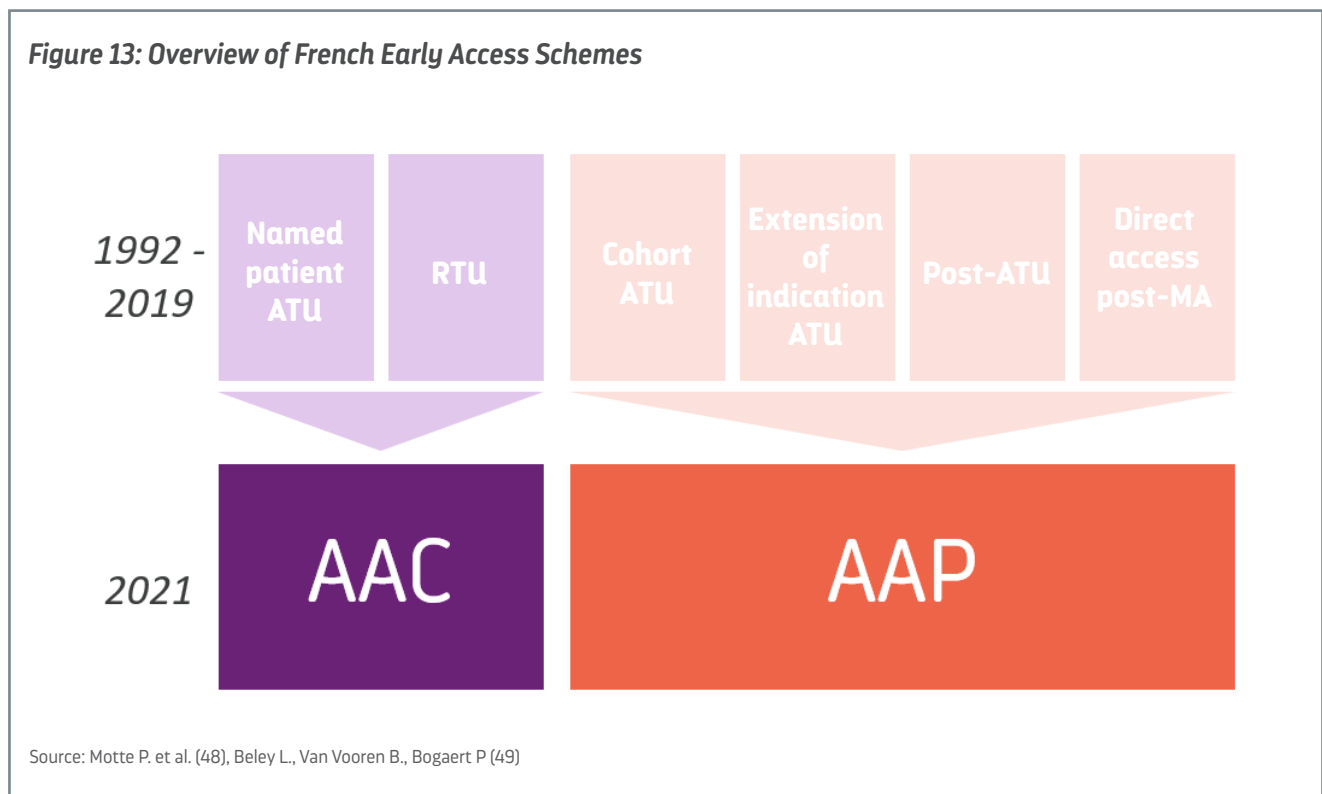 Figure 13: Overview of French Early Access Schemes
1992 -
2019
Named
patient
ATU
RTU
Cohort
ATU
Extension
of
indication
ATU
Post-ATU
Direct
access
post-MA
2021
AAC
AAP
Source: Motte P. et al. (48), Beley L., Van Vooren B., Bogaert P (49)